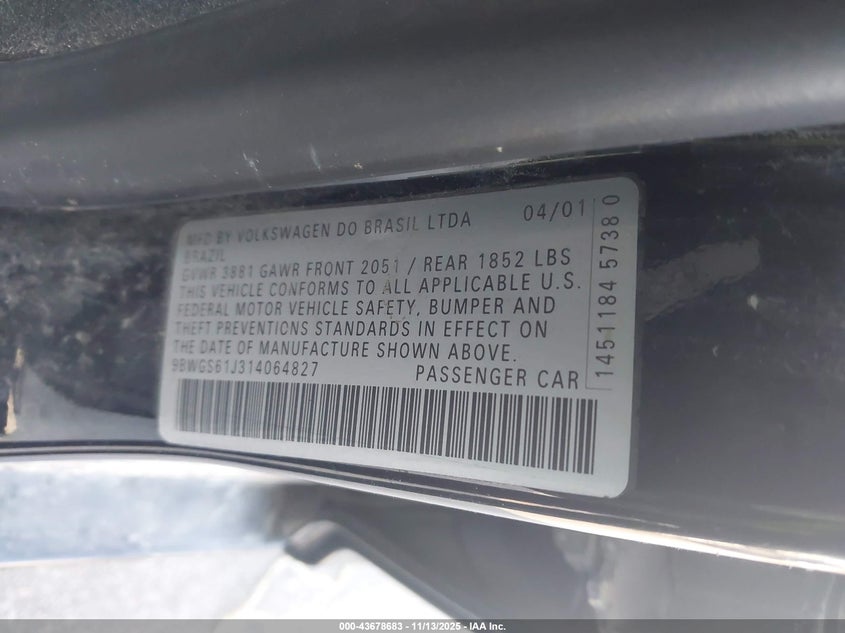 MFD BY VOLKSWAGEN DO BRASIL LTDA 04/01
BRAZIL
GVWR 3881 GAWR FRONT 2051 / REAR 1852 LBS
THIS VEHICLE CONFORMS TO ALL APPLICABLE U.S.
FEDERAL MOTOR VEHICLE SAFETY, BUMPER AND
THEFT PREVENTIONS STANDARDS IN EFFECT ON
THE DATE OF MANUFACTURE SHOWN ABOVE.
9BWGS61J314064827 PASSENGER CAR
1451184 57380
000-43678683 - 11/13/2025 - IAA Inc.